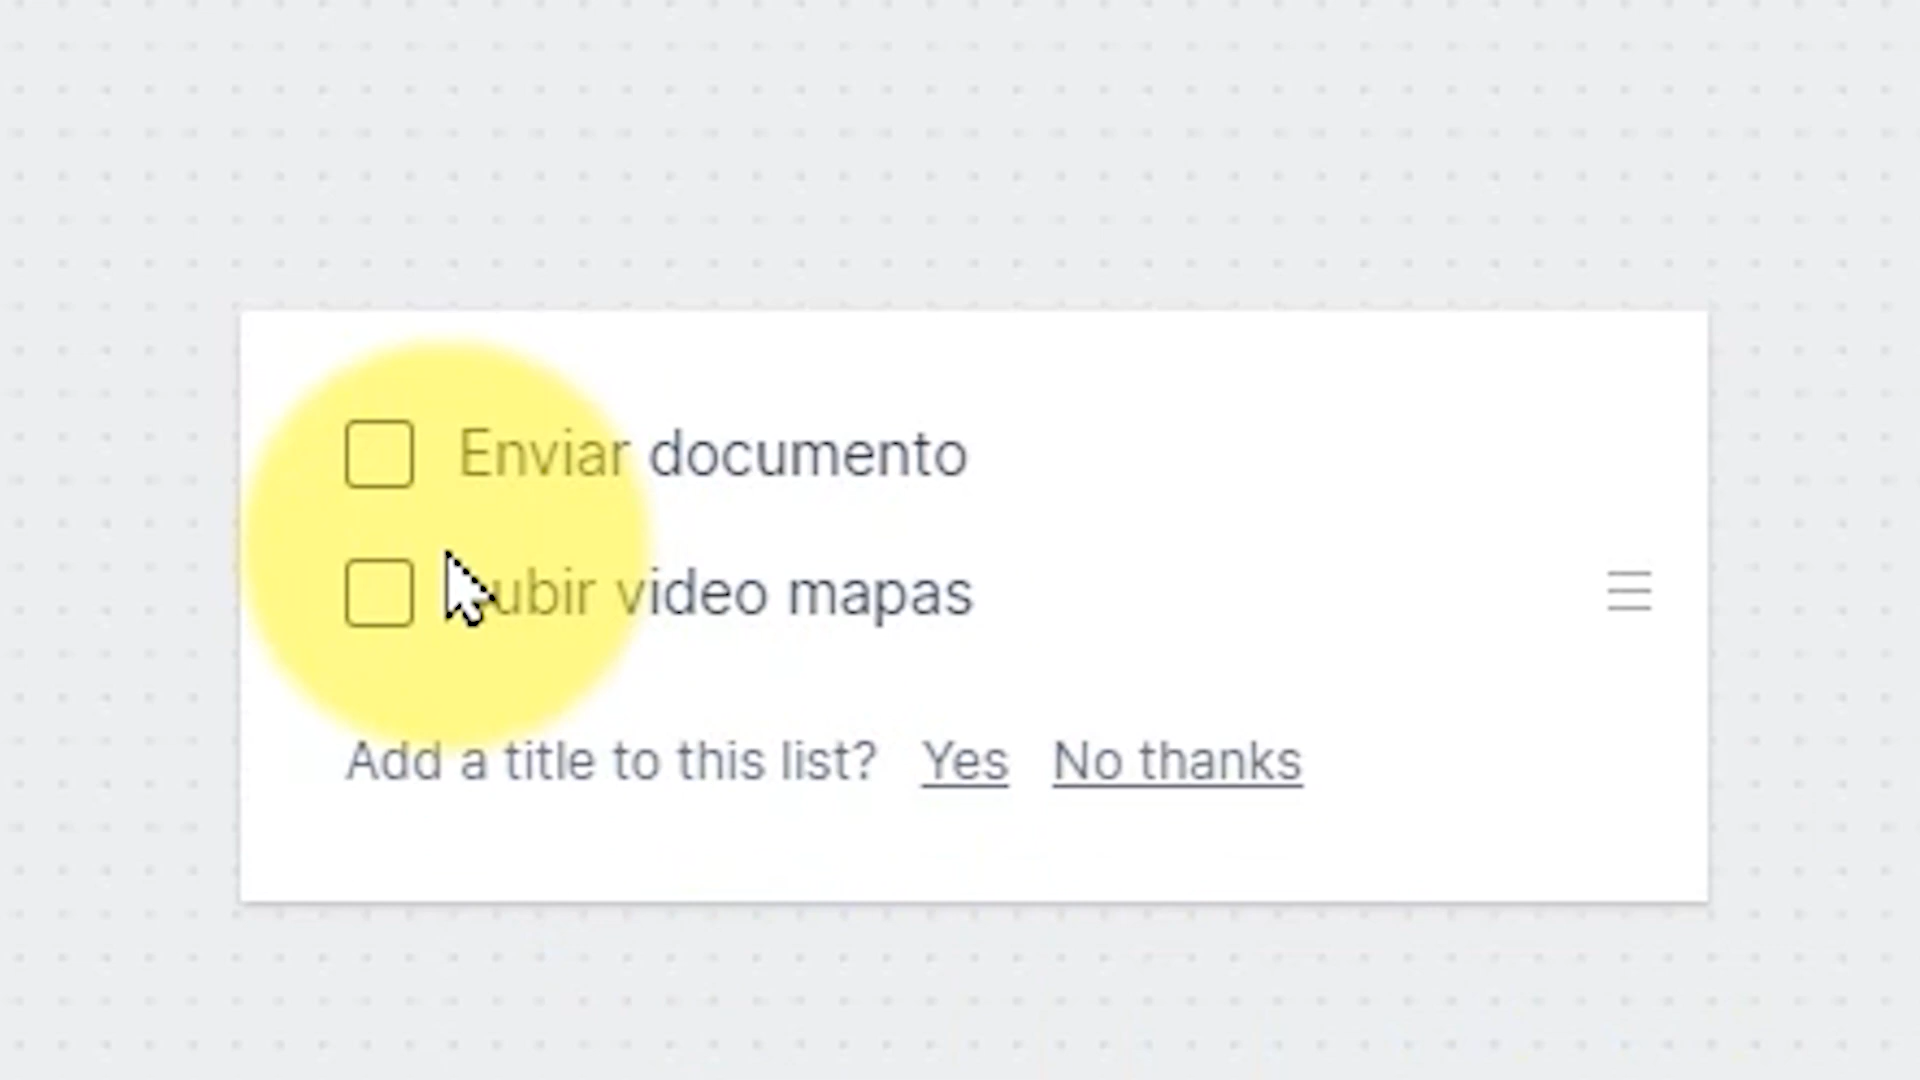 Enviar documento
ubir video mapas
Add a title to this list? Yes No thanks